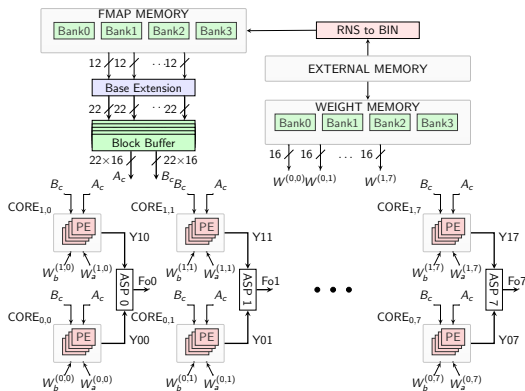 FMAP MEMORY
Bank0 Bank1 Bank2 Bank3
RNS to BIN
EXTERNAL MEMORY
12 12 ···12
Base Extension
22 22 ···22
Block Buffer
22×16 22×16
A_c B_c
WEIGHT MEMORY
Bank0 Bank1 Bank2 Bank3
16 16 ... 16
W^(0,0) W^(0,1) W^(1,7)
B_c A_c
CORE_1,0
PE
W_b^(1,0) W_a^(1,0)
Y10
B_c A_c
CORE_1,1
PE
W_b^(1,1) W_a^(1,1)
Y11
B_c A_c
CORE_1,7
PE
W_b^(1,7) W_a^(1,7)
Y17
ASP 0
Fo0
ASP 1
Fo1
• • •
ASP 7
Fo7
B_c A_c
CORE_0,0
PE
W_b^(0,0) W_a^(0,0)
Y00
B_c A_c
CORE_0,1
PE
W_b^(0,1) W_a^(0,1)
Y01
B_c A_c
CORE_0,7
PE
W_b^(0,7) W_a^(0,7)
Y07